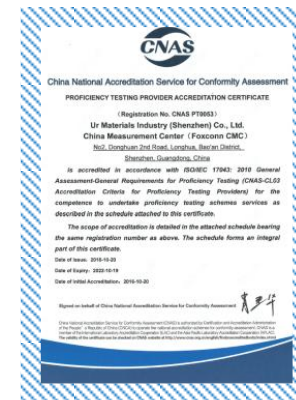 CNAS
China National Accreditation Service for Conformity Assessment
PROFICIENCY TESTING PROVIDER ACCREDITATION CERTIFICATE
(Registration No. CNAS PT0053)
Ur Materials Industry (Shenzhen) Co., Ltd.
China Measurement Center (Foxconn CMC)
No2, Donghuan 2nd Road, Longhua, Bao'an District,
Shenzhen, Guangdong, China
is accredited in accordance with ISO/IEC 17043: 2010 General
Assessment-General Requirements for Proficiency Testing (CNAS-CL03
Accreditation Criteria for Proficiency Testing Providers) for the
competence to undertake proficiency testing schemes services as
described in the schedule attached to this certificate.
The scope of accreditation is detailed in the attached schedule bearing
the same registration number as above. The schedule forms an integral
part of this certificate.
Date of Issue: 2016-10-20
Date of Expiry: 2022-10-19
Date of Initial Accreditation: 2016-10-20
Signed on behalf of China National Accreditation Service for Conformity Assessment